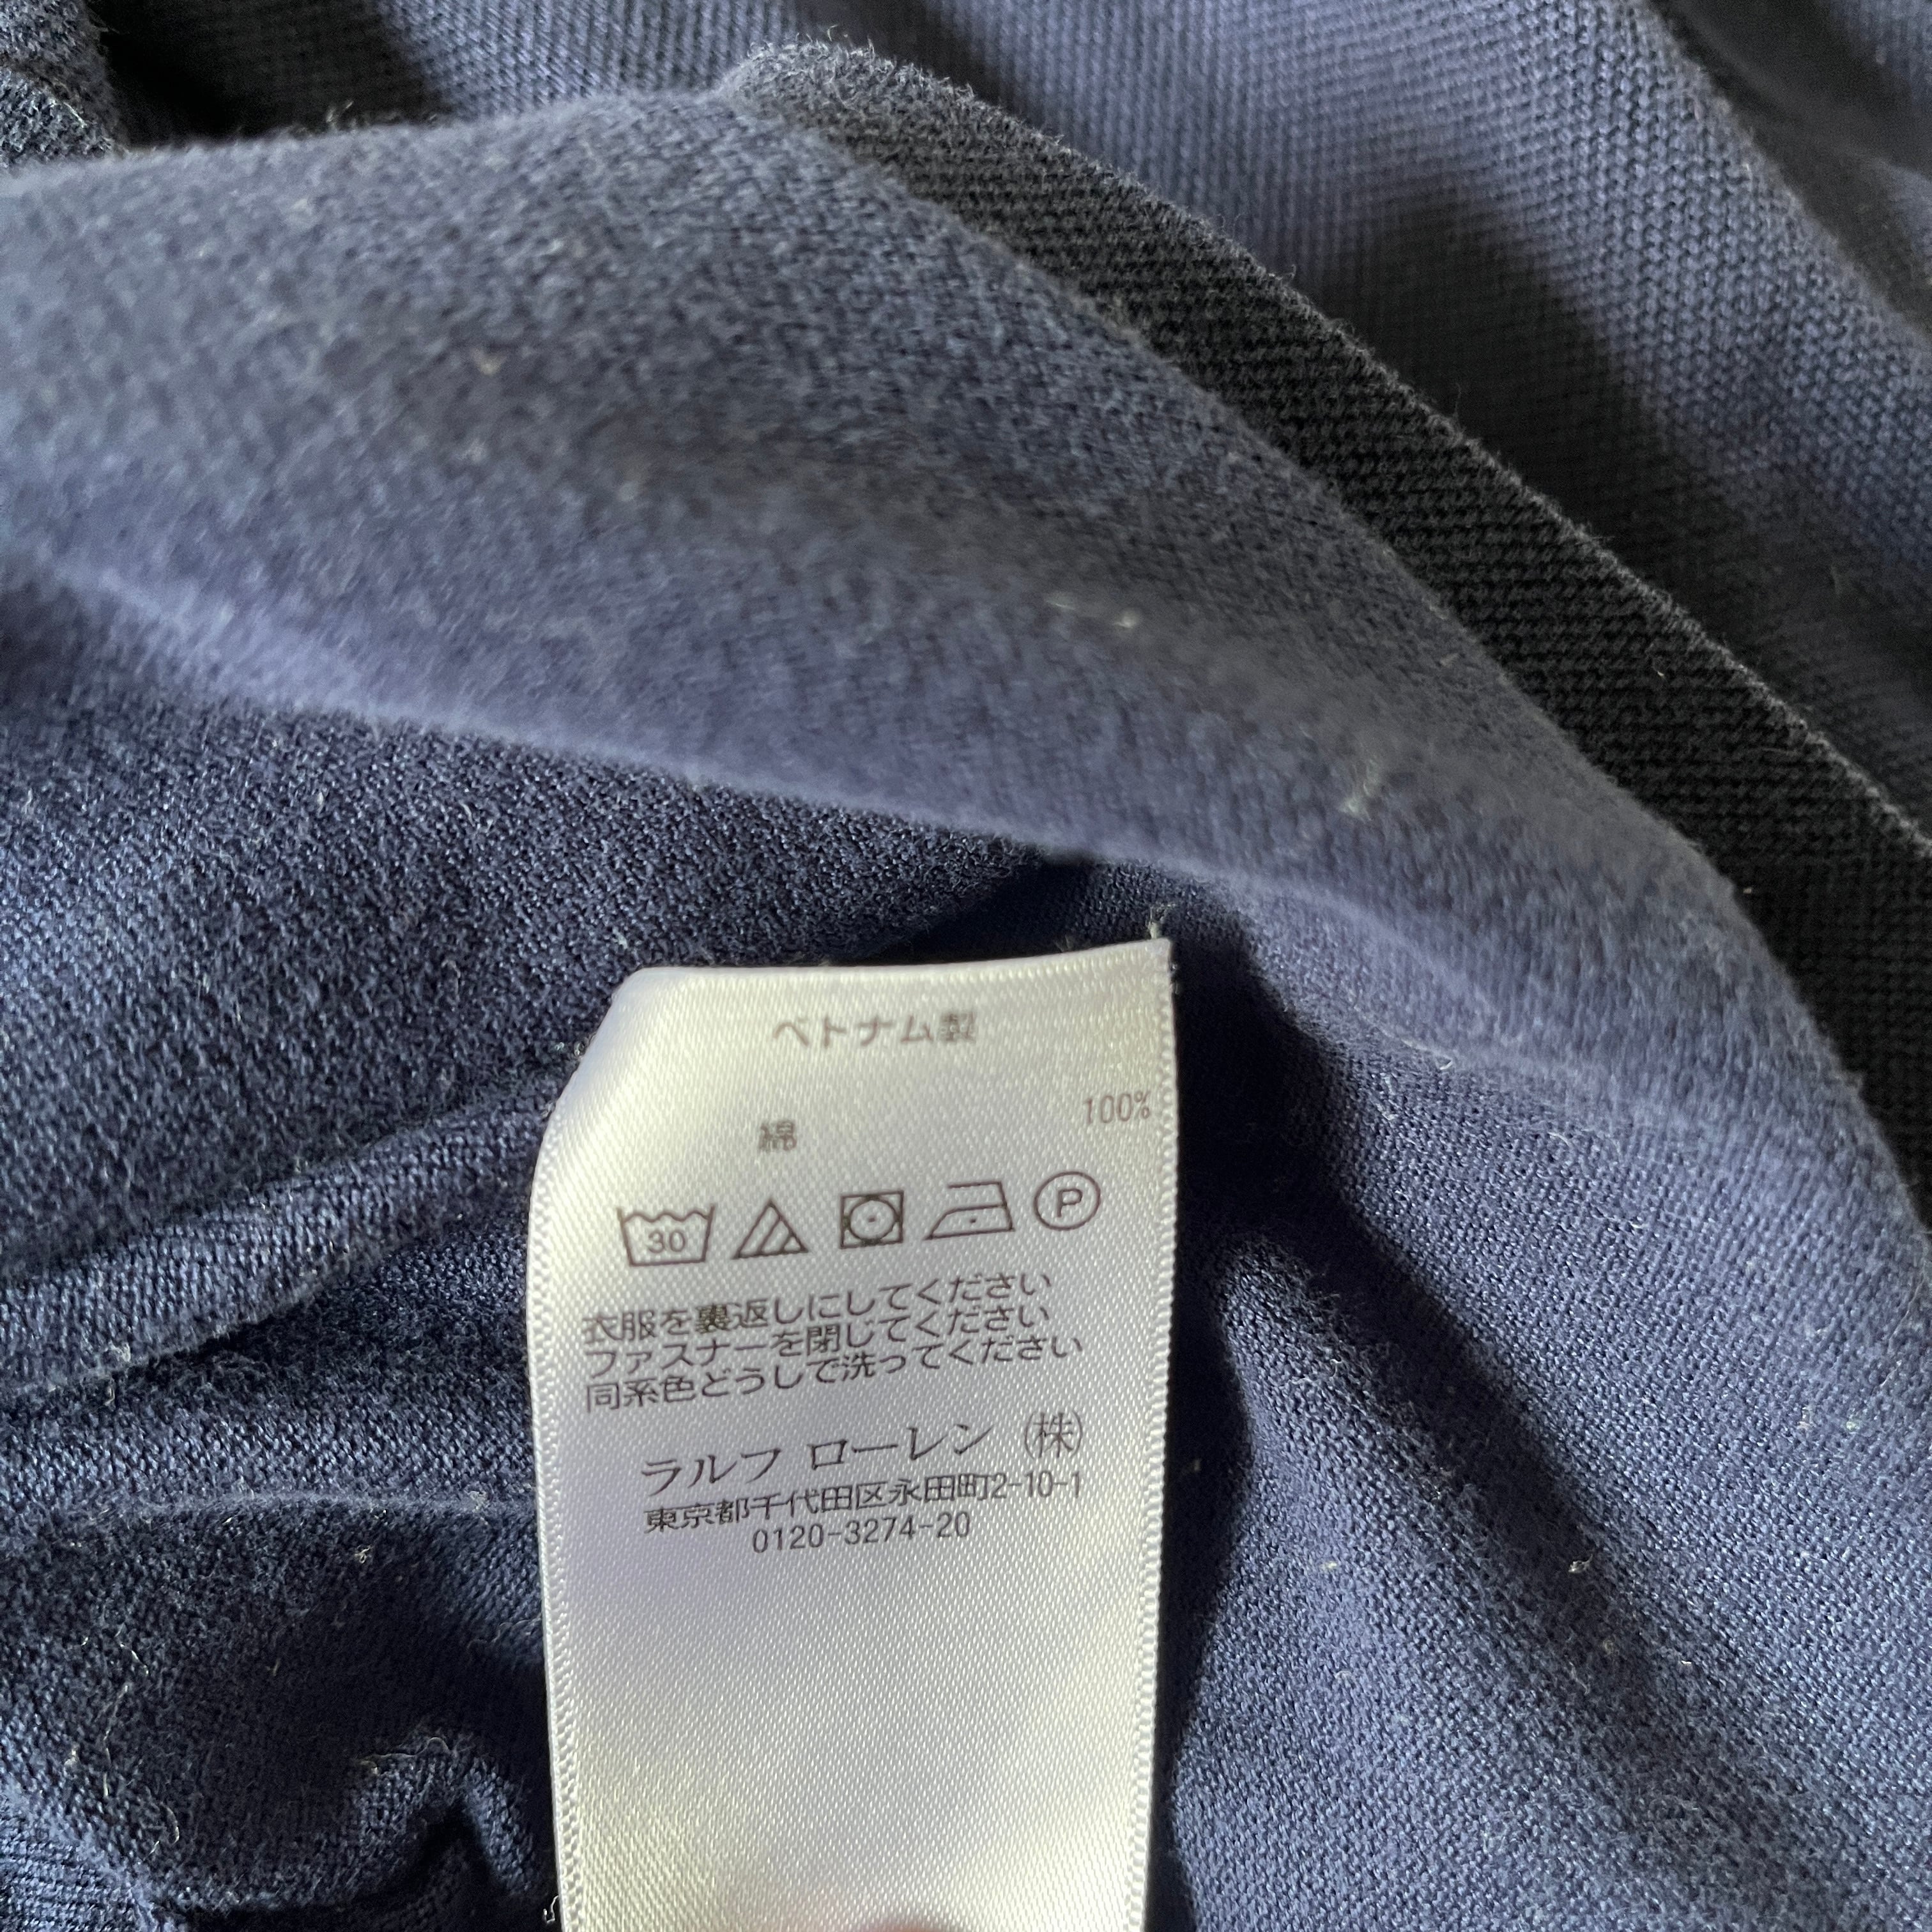 ベトナム製
綿 100%
30 P
衣服を裏返しにしてください
ファスナーを閉じてください
同系色どうしで洗ってください
ラルフ ローレン (株)
東京都千代田区永田町2-10-1
0120-3274-20